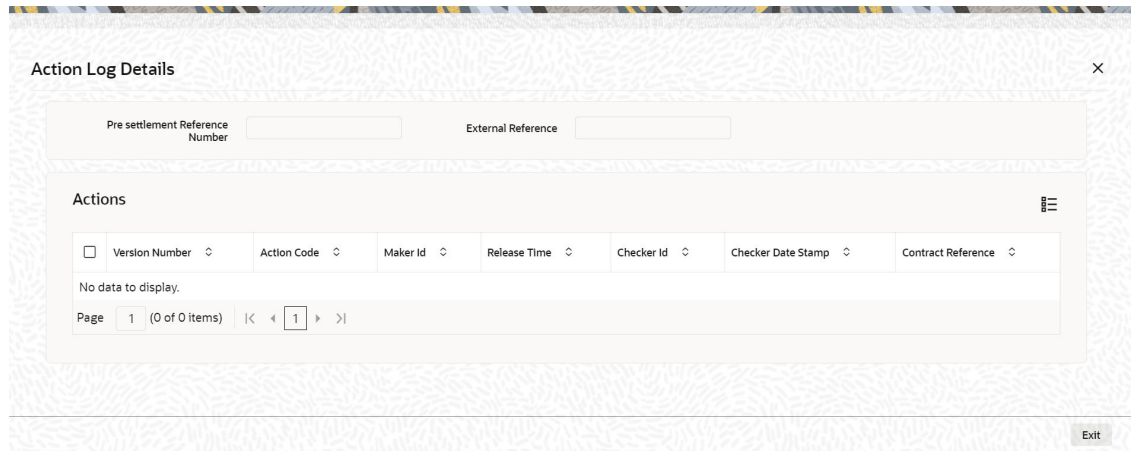 Action Log Details
Pre settlement Reference
Number
External Reference
Actions
Version Number Action Code Maker Id Release Time Checker Id Checker Date Stamp Contract Reference
No data to display.
Page 1 (0 of 0 items) 1
Exit